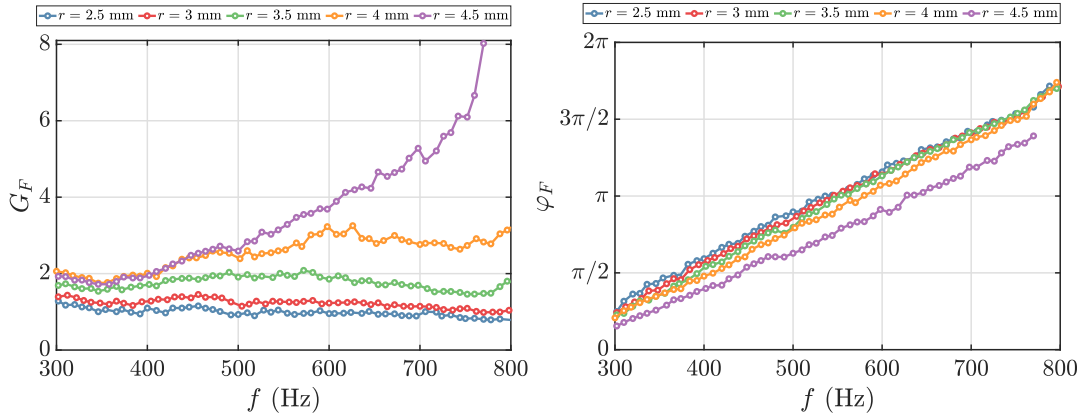 r = 2.5 mm r = 3 mm r = 3.5 mm r = 4 mm r = 4.5 mm
8
6
4
2
0
G_F
300 400 500 600 700 800
f (Hz)
r = 2.5 mm r = 3 mm r = 3.5 mm r = 4 mm r = 4.5 mm
2π
3π/2
π
π/2
0
φ_F
300 400 500 600 700 800
f (Hz)